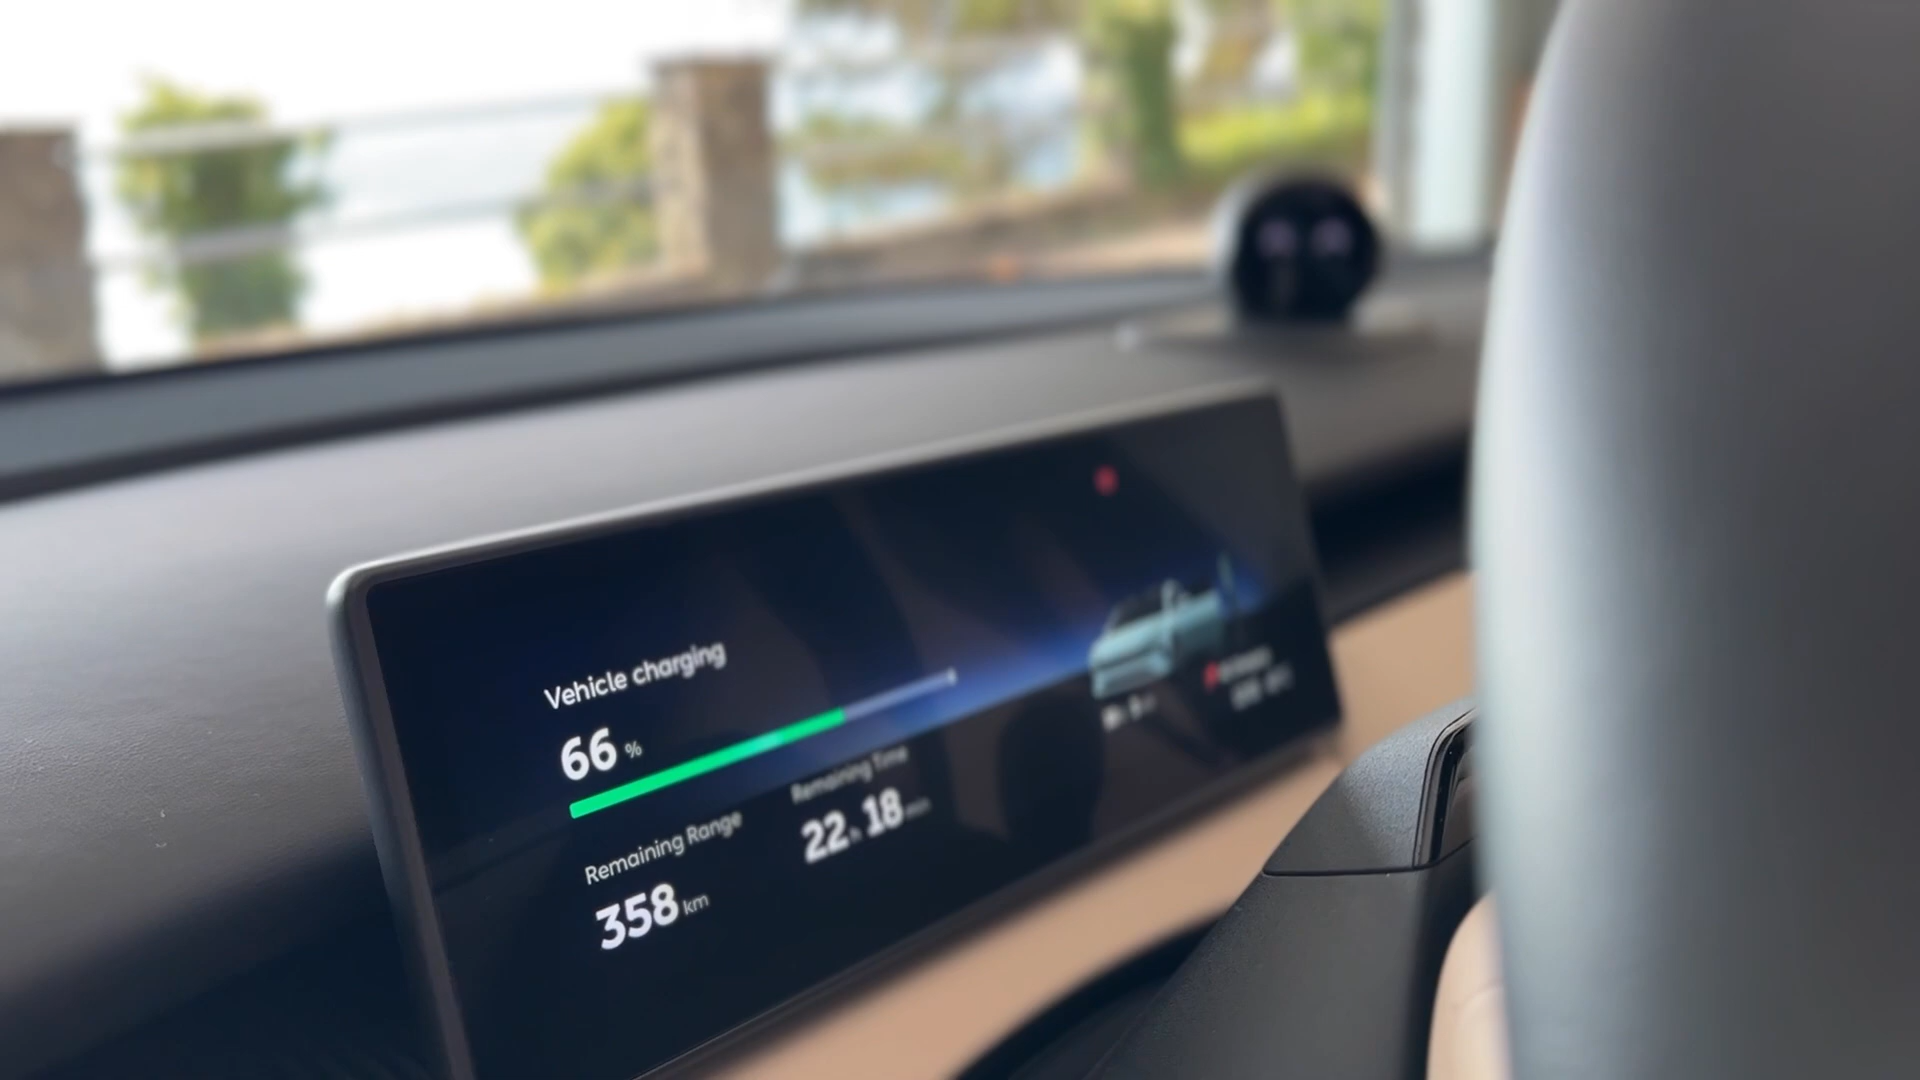 Vehicle charging
66 %
Remaining Range
358 km
Remaining Time
22 h 18 min